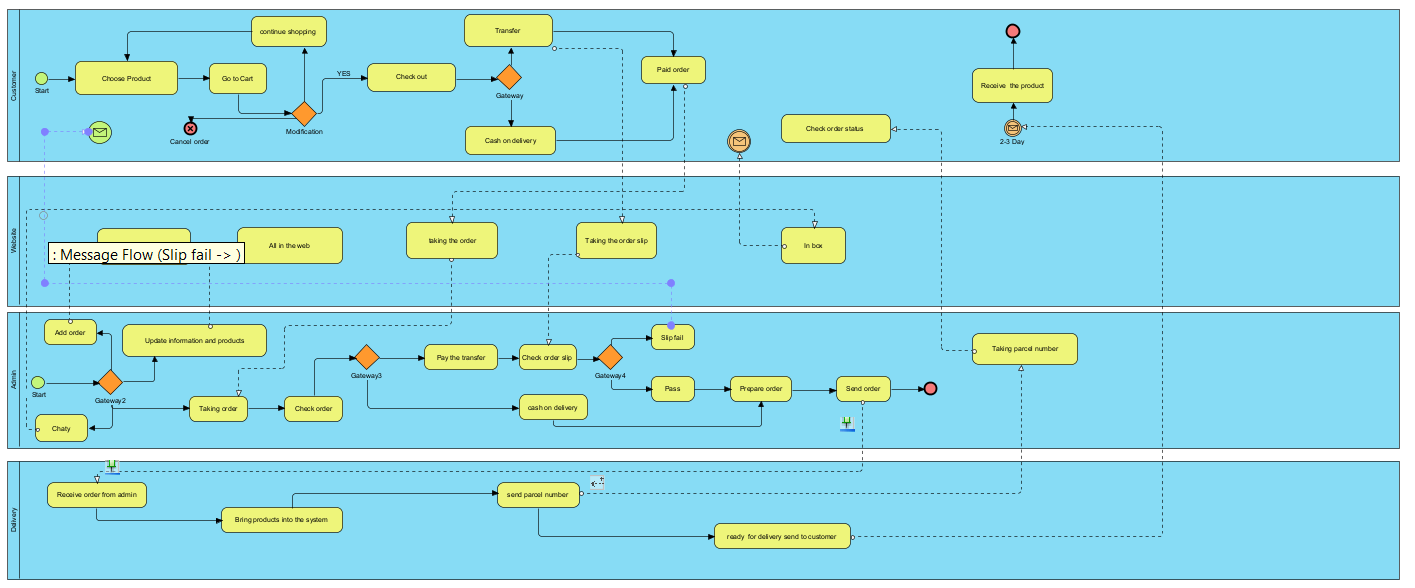 Customer
Start
Choose Product
continue shopping
Go to Cart
Cancel order
Modification
YES
Check out
Gateway
Transfer
Cash on delivery
Paid order
Check order status
Receive the product
2-3 Day
Website
: Message Flow (Slip fail -> )
All in the web
taking the order
Taking the order slip
In box
Admin
Start
Add order
Update information and products
Gateway2
Chaty
Taking order
Check order
Gateway3
Pay the transfer
Check order slip
cash on delivery
Gateway4
Slip fail
Pass
Prepare order
Send order
Taking parcel number
Delivery
Receive order from admin
Bring products into the system
send parcel number
ready for delivery send to customer